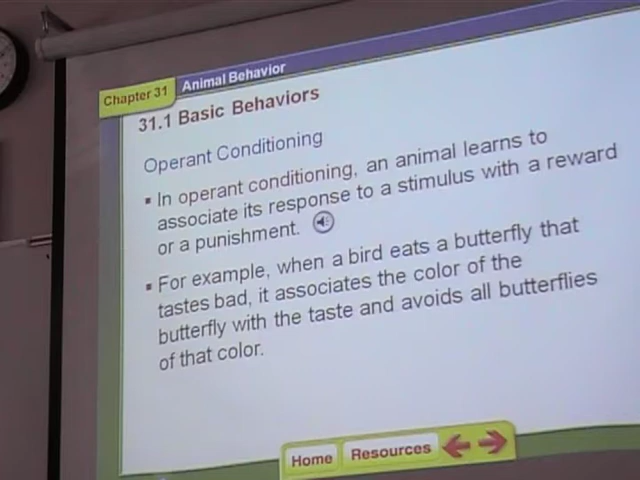 Chapter 31
Animal Behavior
31.1 Basic Behaviors
Operant Conditioning
▪ In operant conditioning, an animal learns to
associate its response to a stimulus with a reward
or a punishment.
▪ For example, when a bird eats a butterfly that
tastes bad, it associates the color of the
butterfly with the taste and avoids all butterflies
of that color.
Home
Resources